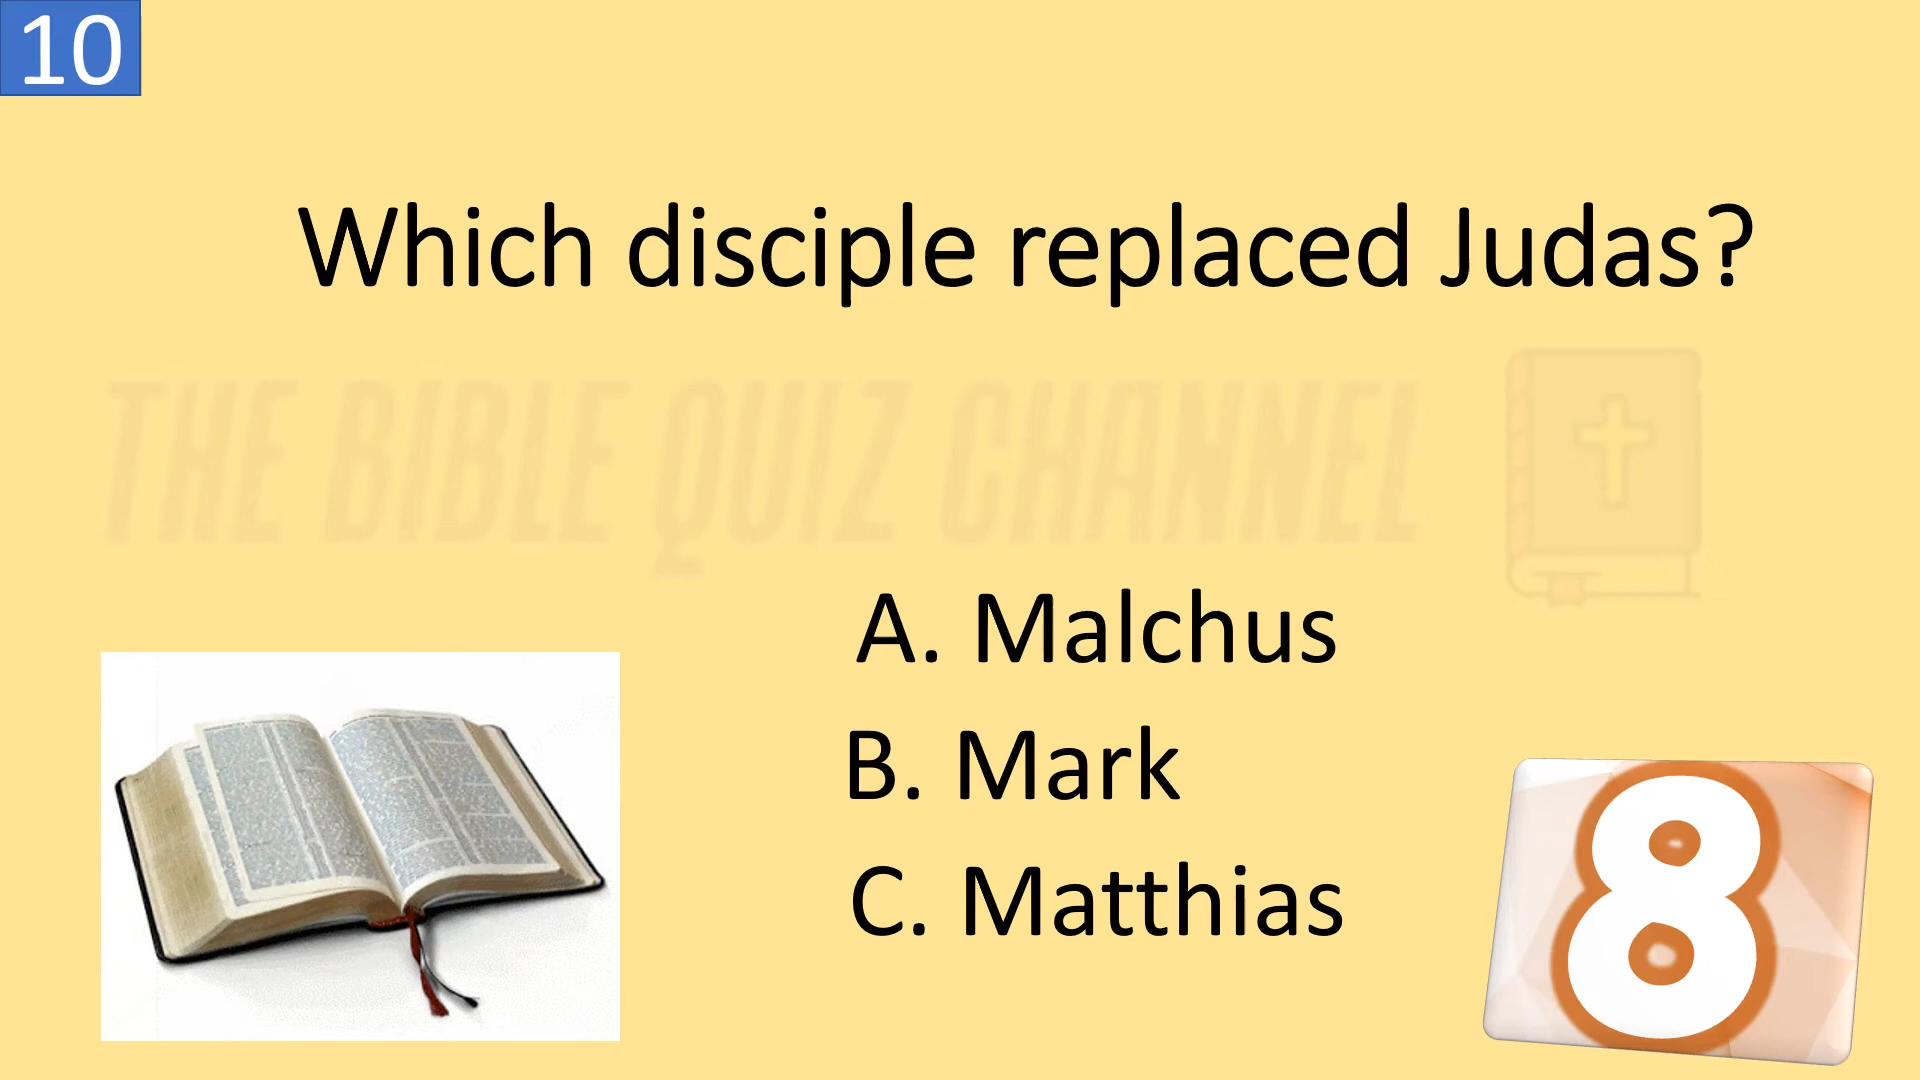 10
Which disciple replaced Judas?
THE BIBLE QUIZ CHANNEL
A. Malchus
B. Mark
C. Matthias
8